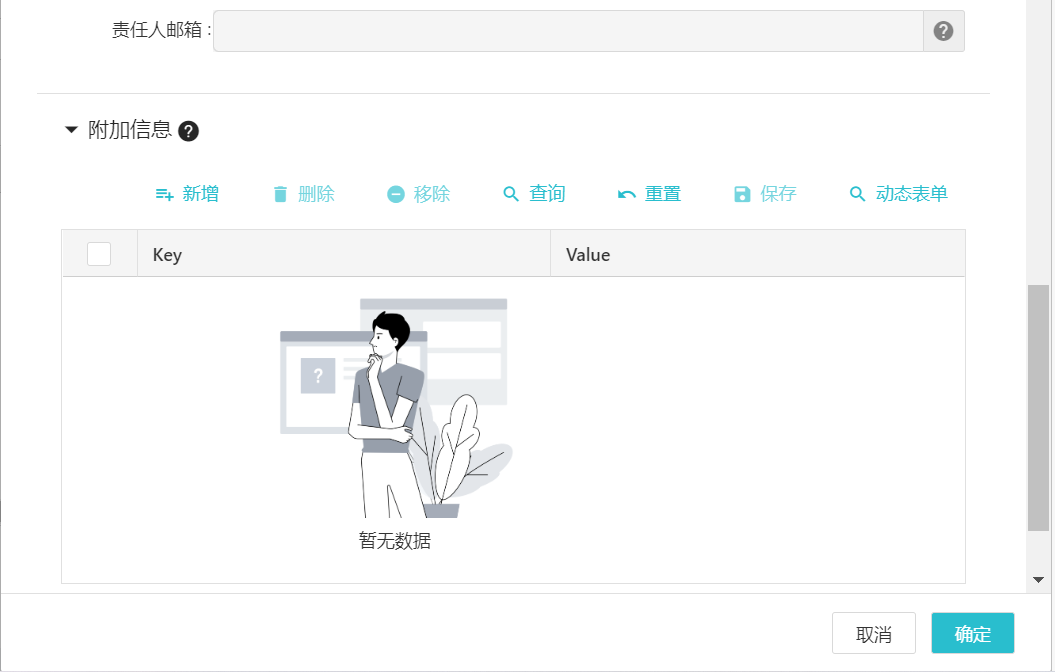 责任人邮箱 :
?
附加信息 ?
新增 删除 移除 查询 重置 保存 动态表单
Key Value
?
暂无数据
取消 确定